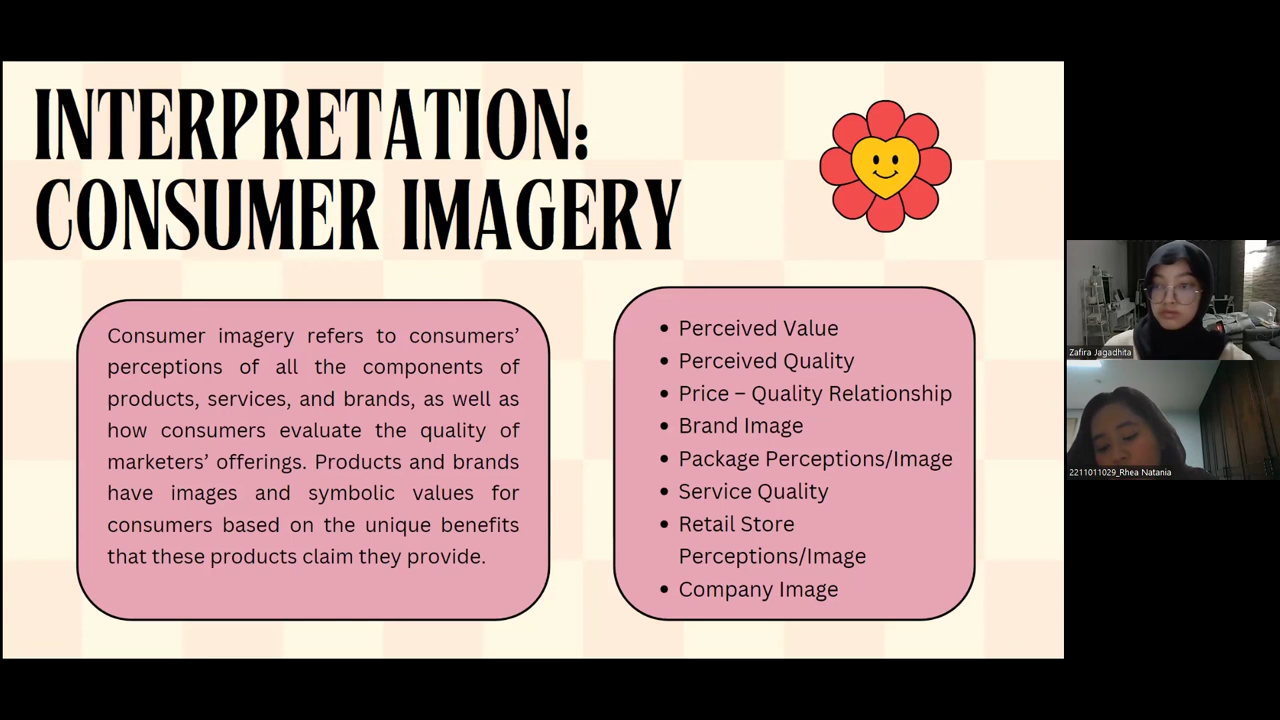 INTERPRETATION:
CONSUMER IMAGERY
Consumer imagery refers to consumers’
perceptions of all the components of
products, services, and brands, as well as
how consumers evaluate the quality of
marketers’ offerings. Products and brands
have images and symbolic values for
consumers based on the unique benefits
that these products claim they provide.
• Perceived Value
• Perceived Quality
• Price – Quality Relationship
• Brand Image
• Package Perceptions/Image
• Service Quality
• Retail Store
Perceptions/Image
• Company Image
Zafira Jagadhita
2211011029_Rhea Natania